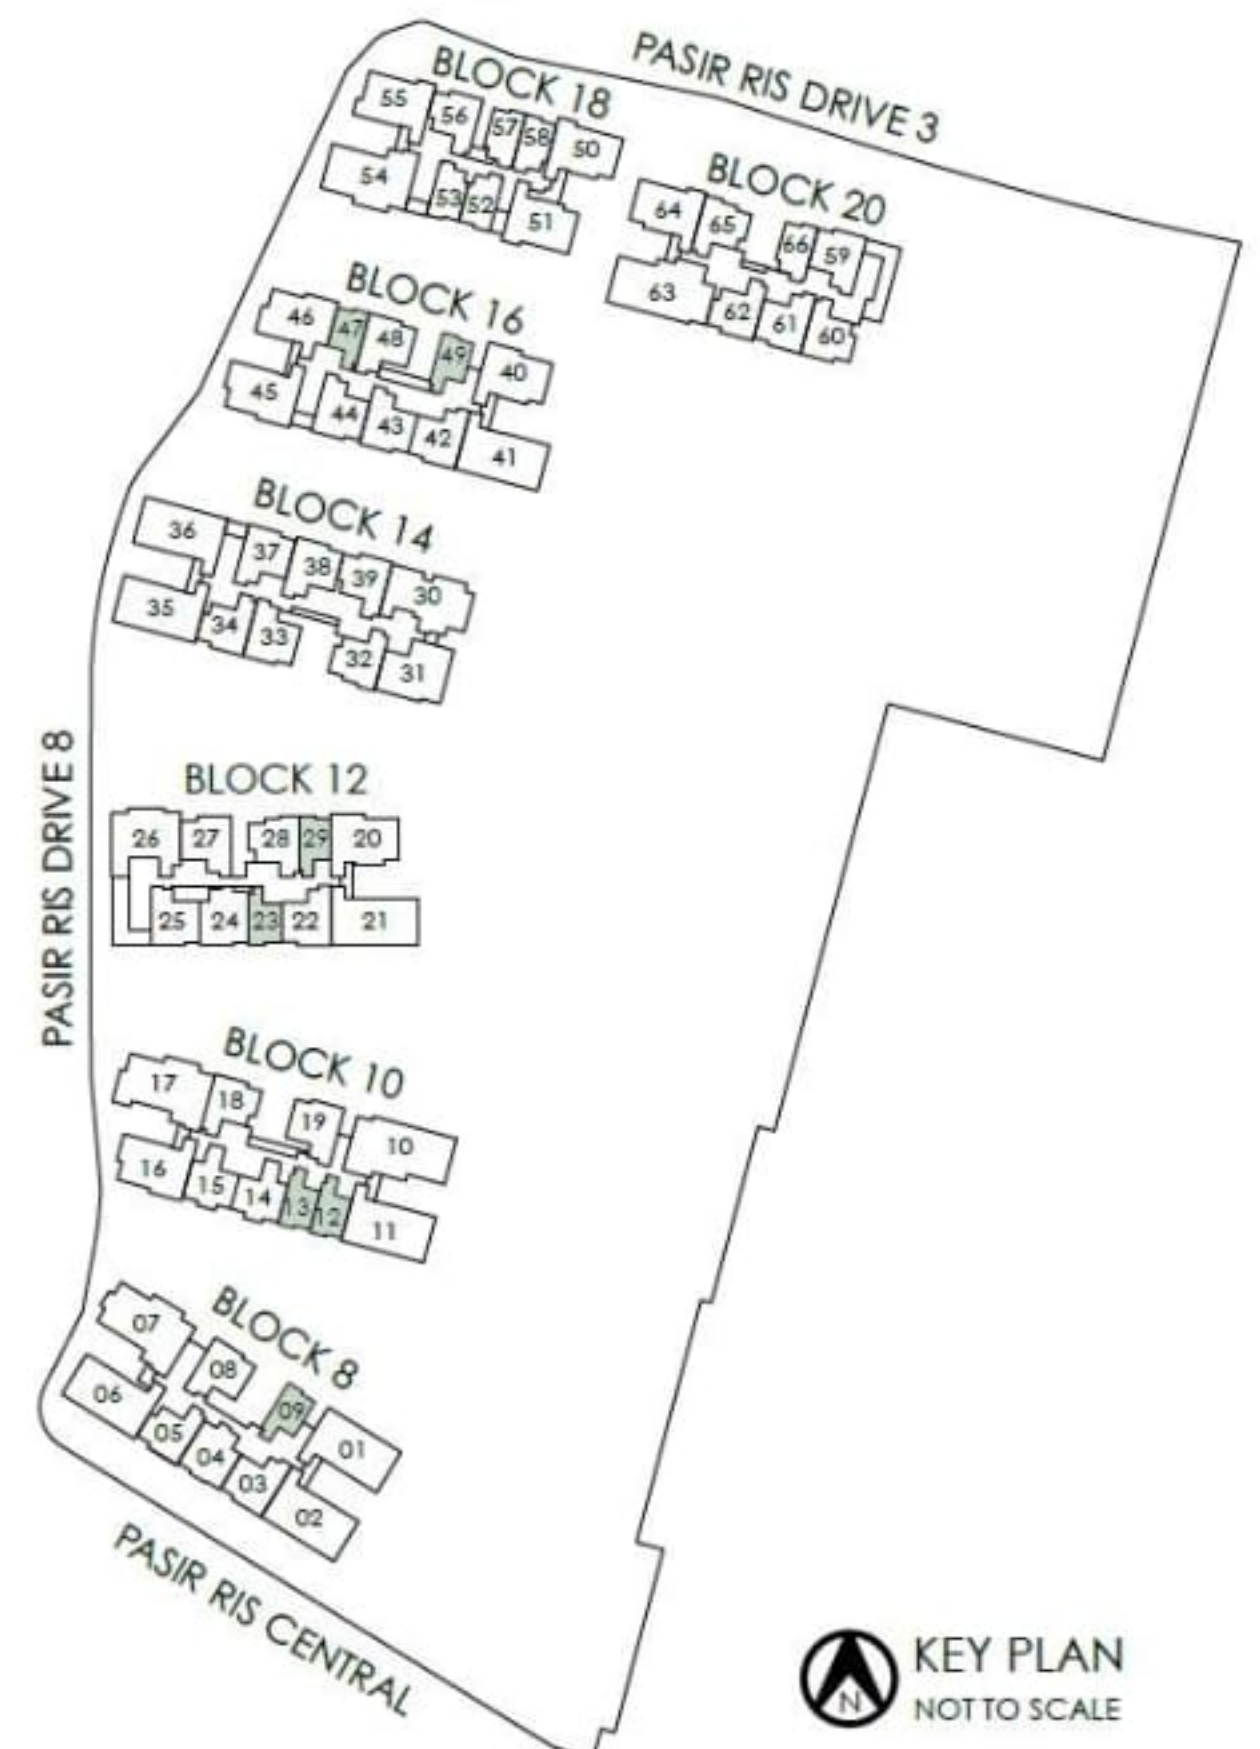 PASIR RIS DRIVE 3
BLOCK 18
55 56 57 58 50
54 53 52 51
BLOCK 20
64 65 66 59
63 62 61 60
BLOCK 16
46 47 48 49 40
45 44 43 42 41
BLOCK 14
36 37 38 39 30
35 34 33 32 31
PASIR RIS DRIVE 8
BLOCK 12
26 27 28 29 20
25 24 23 22 21
BLOCK 10
17 18 19 10
16 15 14 13 12 11
BLOCK 8
07 08 09 01
06 05 04 03 02
PASIR RIS CENTRAL
N
KEY PLAN
NOT TO SCALE